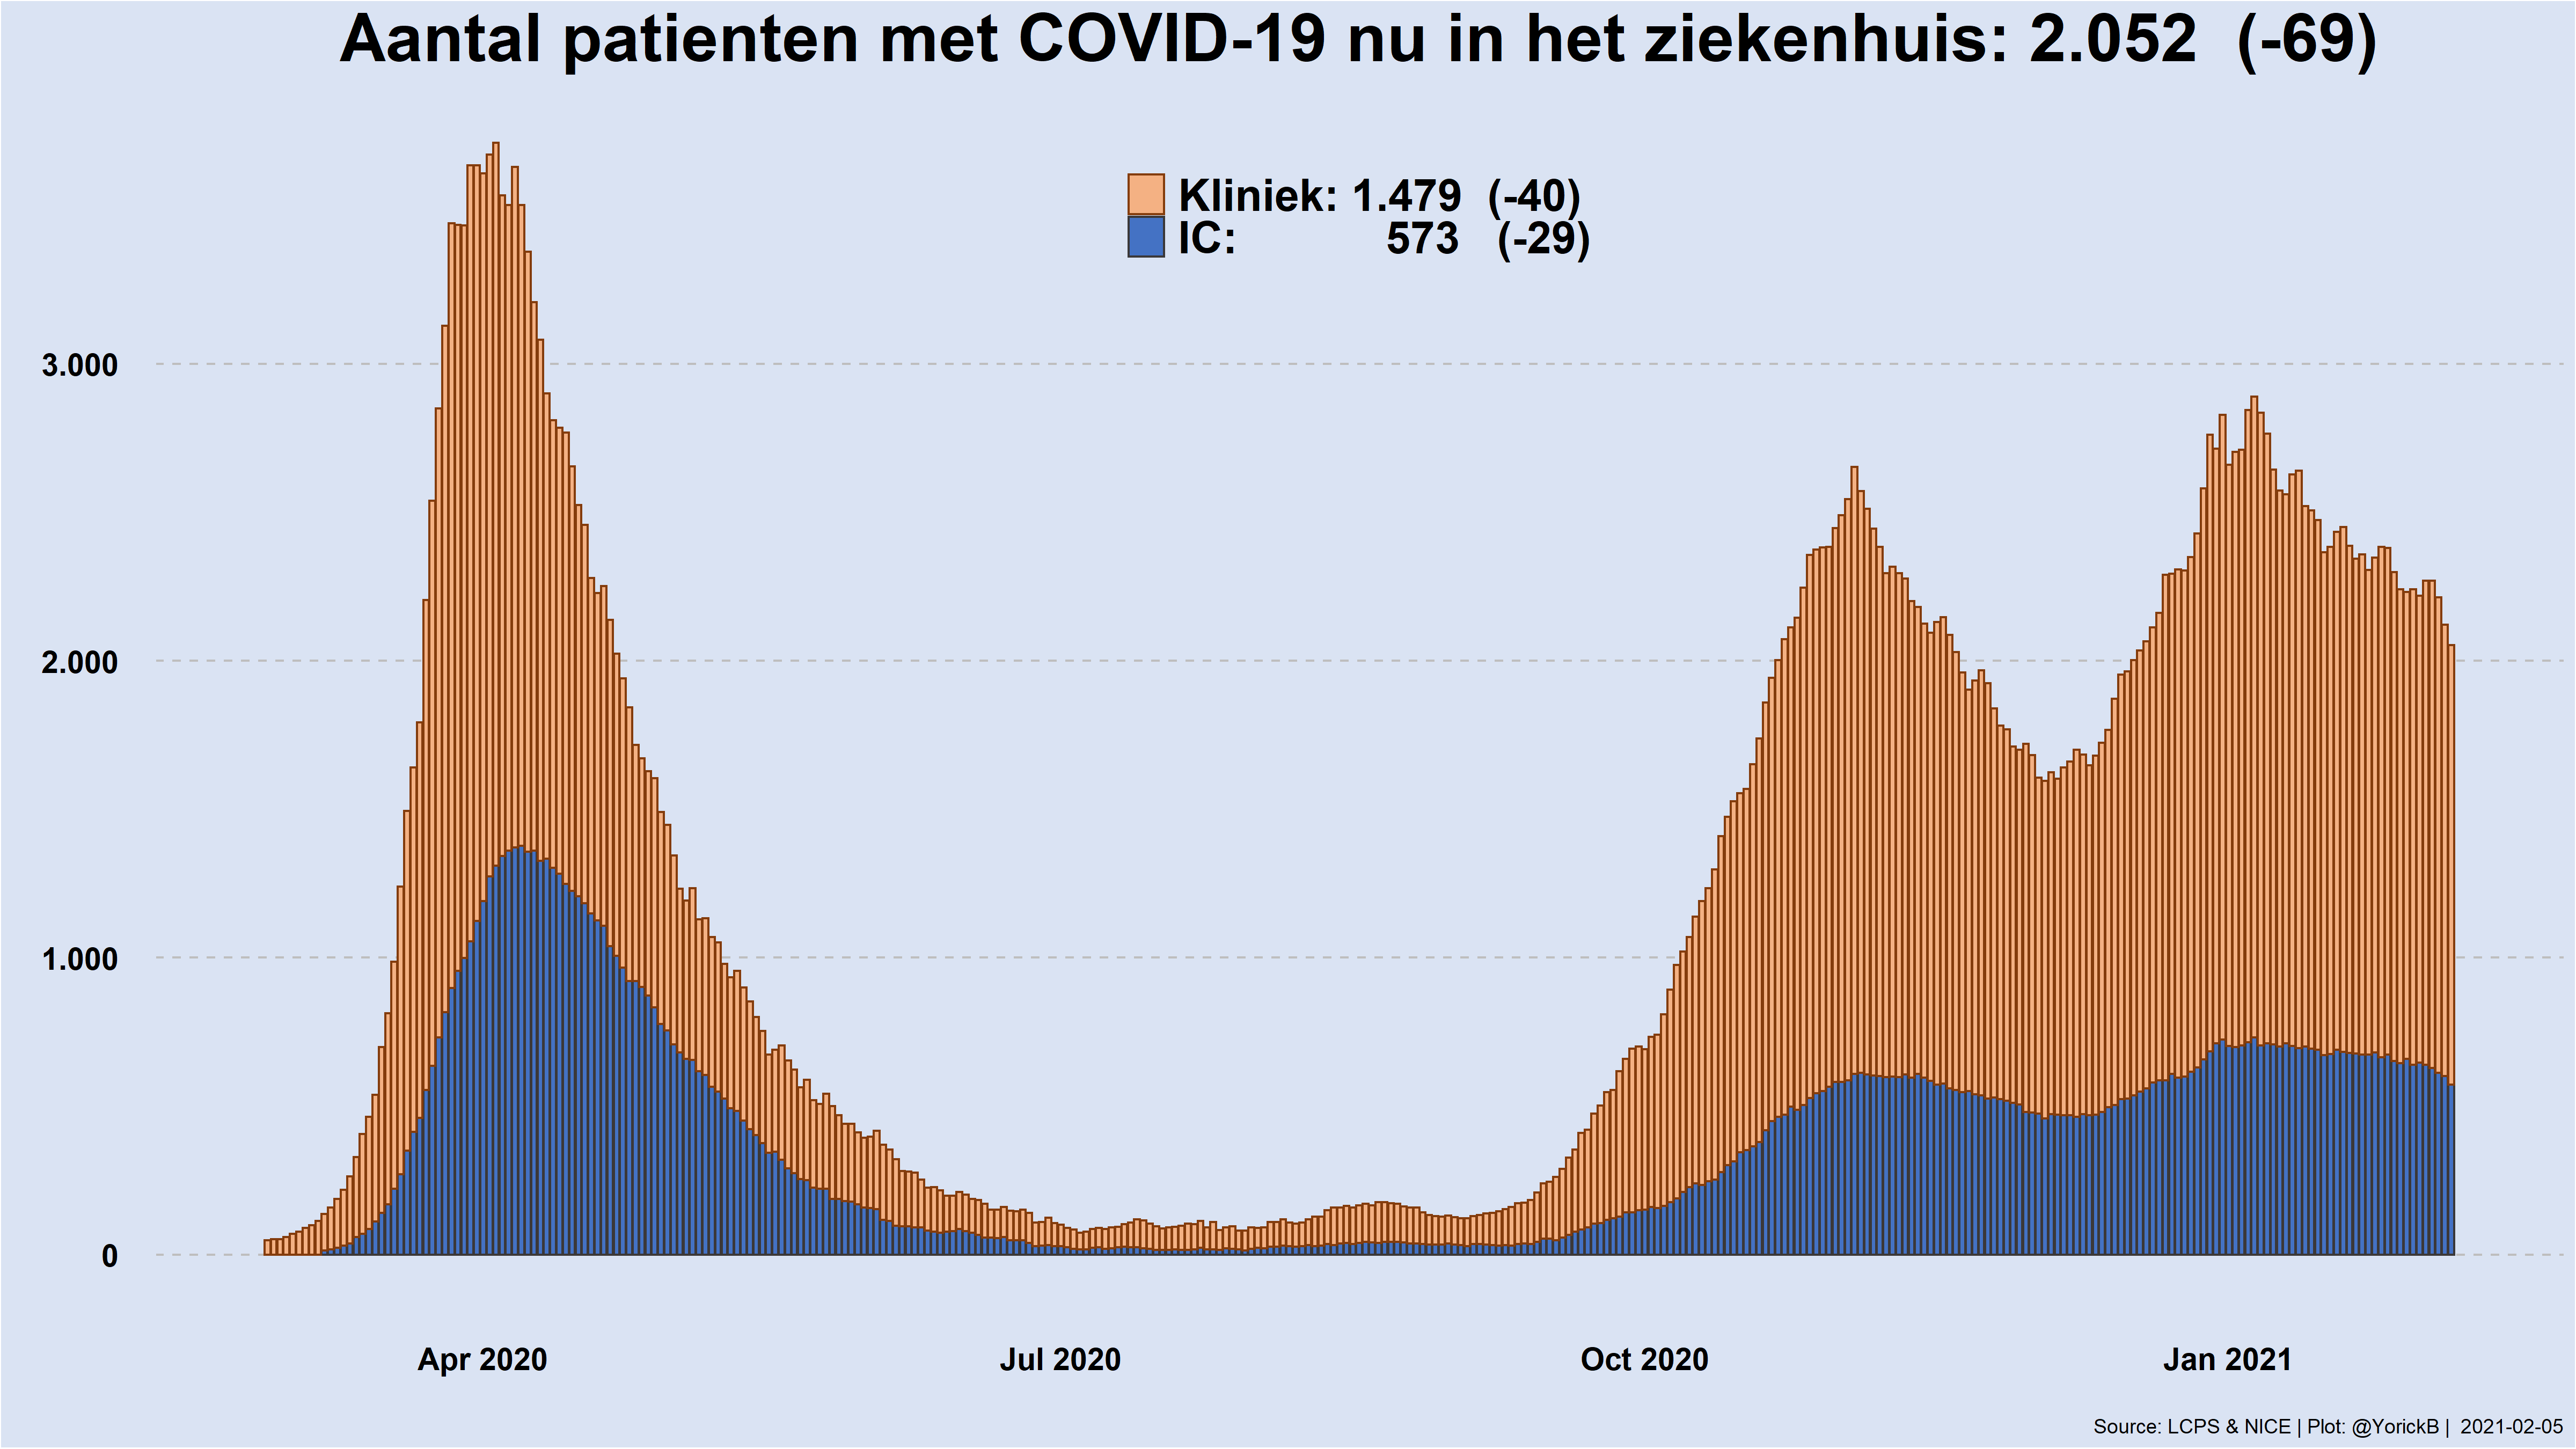 Aantal patienten met COVID-19 nu in het ziekenhuis: 2.052 (-69)
Kliniek: 1.479 (-40)
IC: 573 (-29)
3.000
2.000
1.000
0
Apr 2020 Jul 2020 Oct 2020 Jan 2021
Source: LCPS & NICE | Plot: @YorickB | 2021-02-05